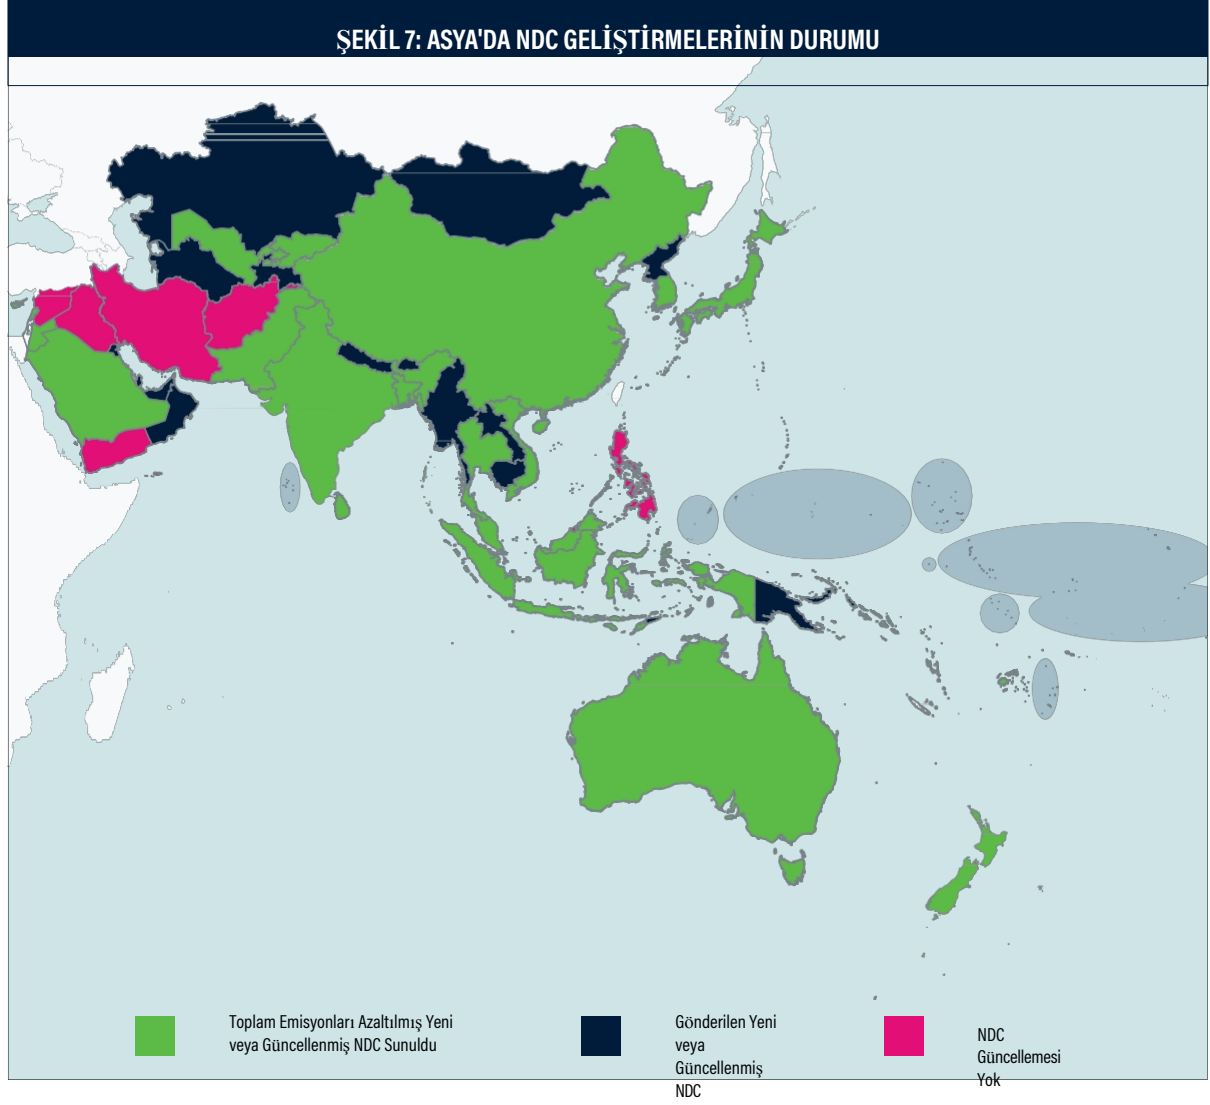 ŞEKİL 7: ASYA'DA NDC GELİŞTİRMELERİNİN DURUMU
Toplam Emisyonları Azaltılmış Yeni
veya Güncellenmiş NDC Sunuldu
Gönderilen Yeni
veya
Güncellenmiş
NDC
NDC
Güncellemesi
Yok